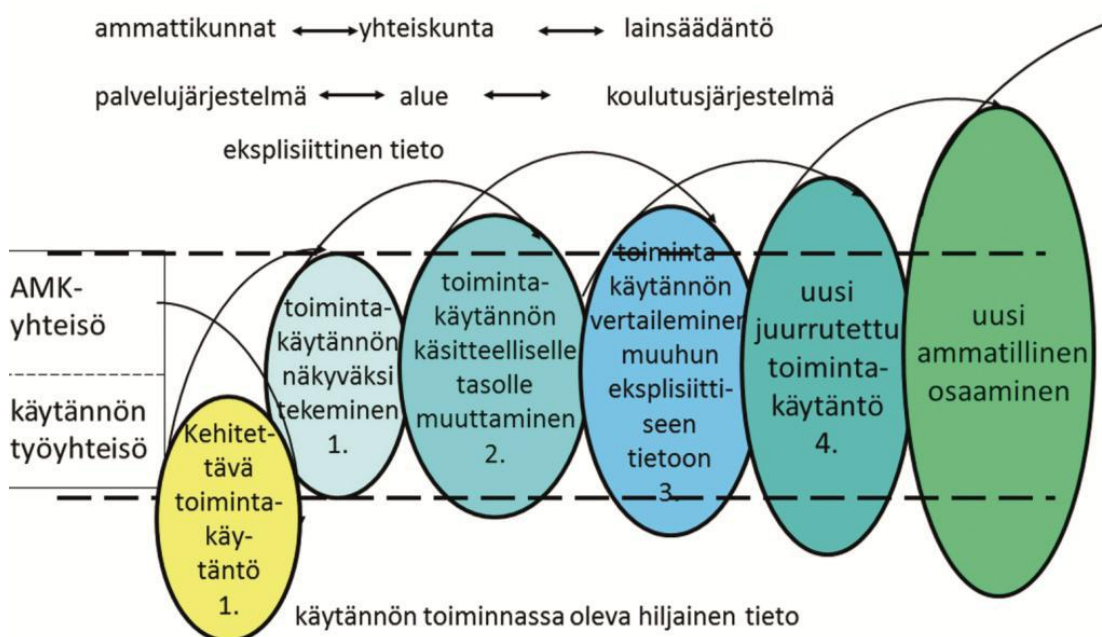 ammattikunnat yhteiskunta lainsäädäntö
palvelujärjestelmä alue koulutusjärjestelmä
eksplisiittinen tieto
AMK-
yhteisö
käytännön
työyhteisö
Kehitet-
tävä
toiminta-
käy-
täntö
1.
toiminta-
käytännön
näkyväksi
tekeminen
1.
toiminta-
käytännön
käsitteelliselle
tasolle
muuttaminen
2.
toiminta
käytännön
vertaileminen
muuhun
eksplisiitti-
seen
tietoon
3.
uusi
juurrutettu
toiminta-
käytäntö
4.
uusi
ammatillinen
osaaminen
käytännön toiminnassa oleva hiljainen tieto